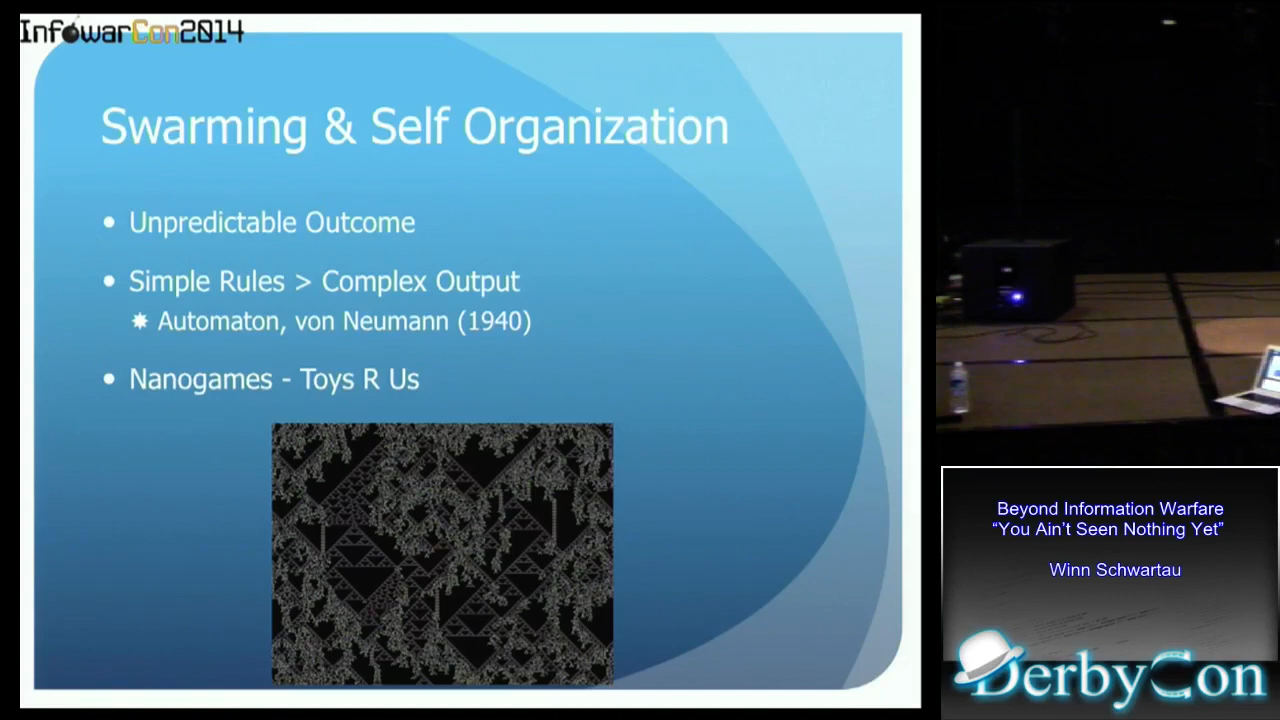 InfowarCon2014
Swarming & Self Organization
• Unpredictable Outcome
• Simple Rules > Complex Output
✷ Automaton, von Neumann (1940)
• Nanogames - Toys R Us
Beyond Information Warfare
“You Ain’t Seen Nothing Yet”
Winn Schwartau
DerbyCon